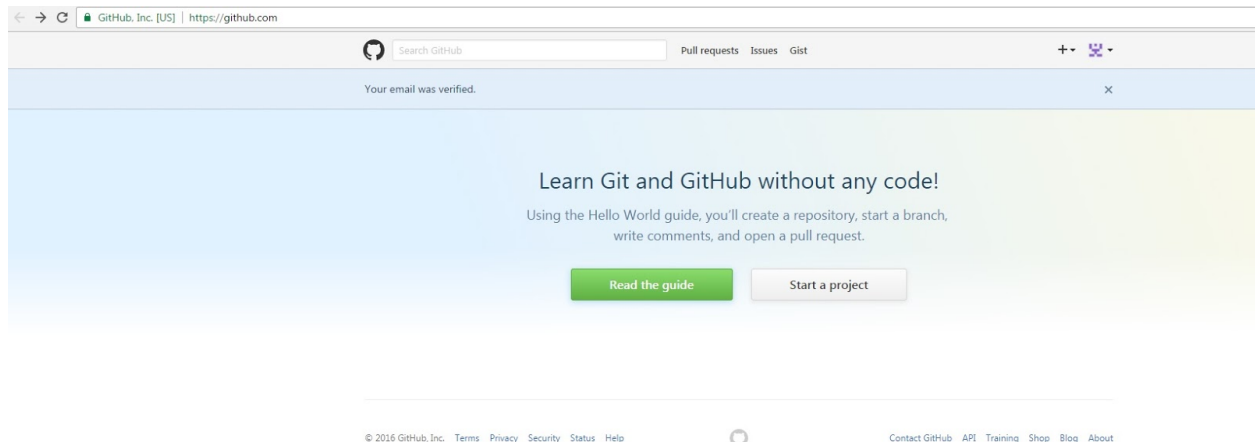 GitHub, Inc. [US] | https://github.com
Search GitHub Pull requests Issues Gist
Your email was verified.
Learn Git and GitHub without any code!
Using the Hello World guide, you'll create a repository, start a branch,
write comments, and open a pull request.
Read the guide Start a project
© 2016 GitHub, Inc. Terms Privacy Security Status Help Contact GitHub API Training Shop Blog About